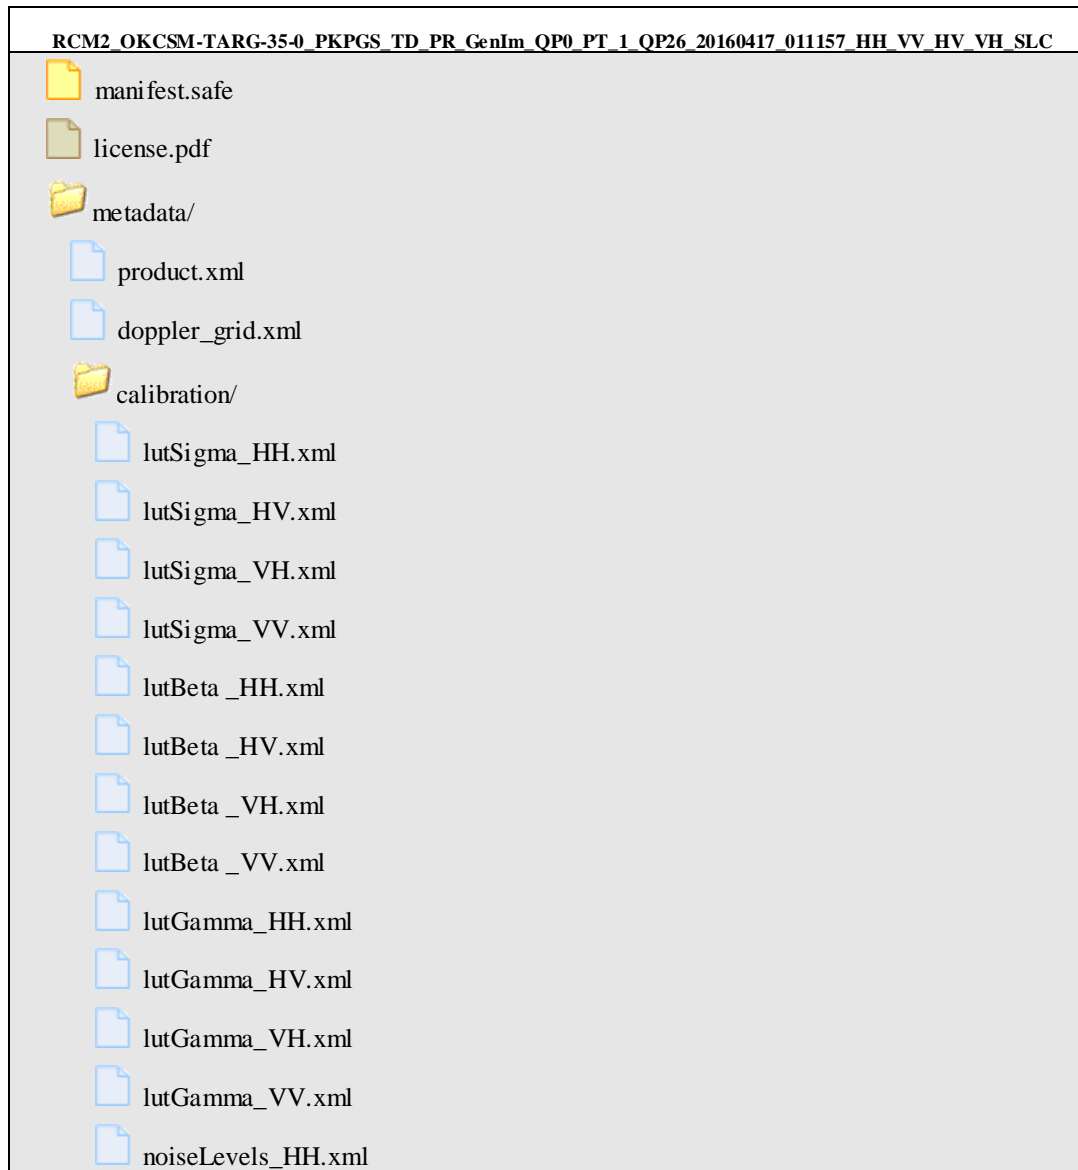 RCM2_OKCSM-TARG-35-0_PKPGS_TD_PR_GenIm_QP0_PT_1_QP26_20160417_011157_HH_VV_HV_VH_SLC
manifest.safe
license.pdf
metadata/
product.xml
doppler_grid.xml
calibration/
lutSigma_HH.xml
lutSigma_HV.xml
lutSigma_VH.xml
lutSigma_VV.xml
lutBeta _HH.xml
lutBeta _HV.xml
lutBeta _VH.xml
lutBeta _VV.xml
lutGamma_HH.xml
lutGamma_HV.xml
lutGamma_VH.xml
lutGamma_VV.xml
noiseLevels_HH.xml